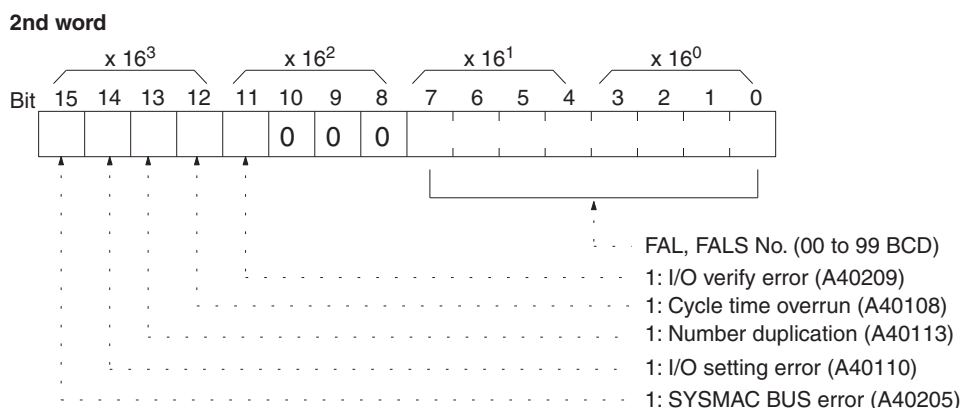 2nd word
x 16³ x 16² x 16¹ x 16⁰
Bit 15 14 13 12 11 10 9 8 7 6 5 4 3 2 1 0
0 0 0
FAL, FALS No. (00 to 99 BCD)
1: I/O verify error (A40209)
1: Cycle time overrun (A40108)
1: Number duplication (A40113)
1: I/O setting error (A40110)
1: SYSMAC BUS error (A40205)